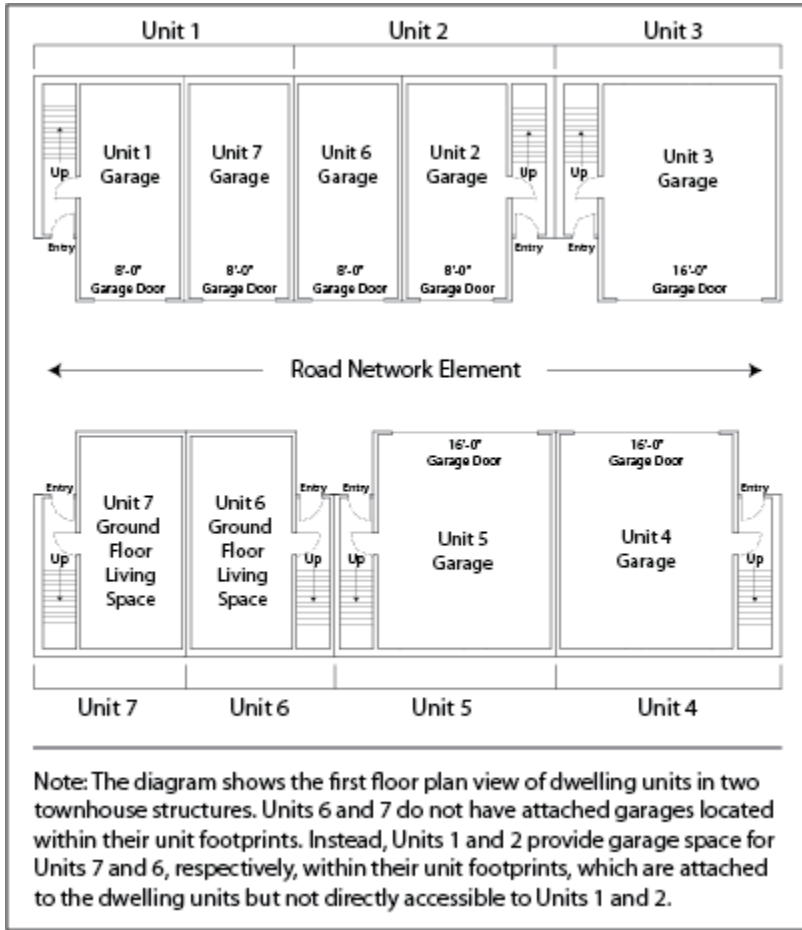 Unit 1 Unit 2 Unit 3
Unit 1
Garage
Unit 7
Garage
Unit 6
Garage
Unit 2
Garage
Unit 3
Garage
Up
Up
Up
Entry
Entry
Entry
8'-0"
Garage Door
8'-0"
Garage Door
8'-0"
Garage Door
8'-0"
Garage Door
16'-0"
Garage Door
Road Network Element
16'-0"
Garage Door
16'-0"
Garage Door
Entry
Entry
Entry
Entry
Unit 7
Ground
Floor
Living
Space
Unit 6
Ground
Floor
Living
Space
Unit 5
Garage
Unit 4
Garage
Up
Up
Up
Up
Unit 7 Unit 6 Unit 5 Unit 4
Note: The diagram shows the first floor plan view of dwelling units in two
townhouse structures. Units 6 and 7 do not have attached garages located
within their unit footprints. Instead, Units 1 and 2 provide garage space for
Units 7 and 6, respectively, within their unit footprints, which are attached
to the dwelling units but not directly accessible to Units 1 and 2.